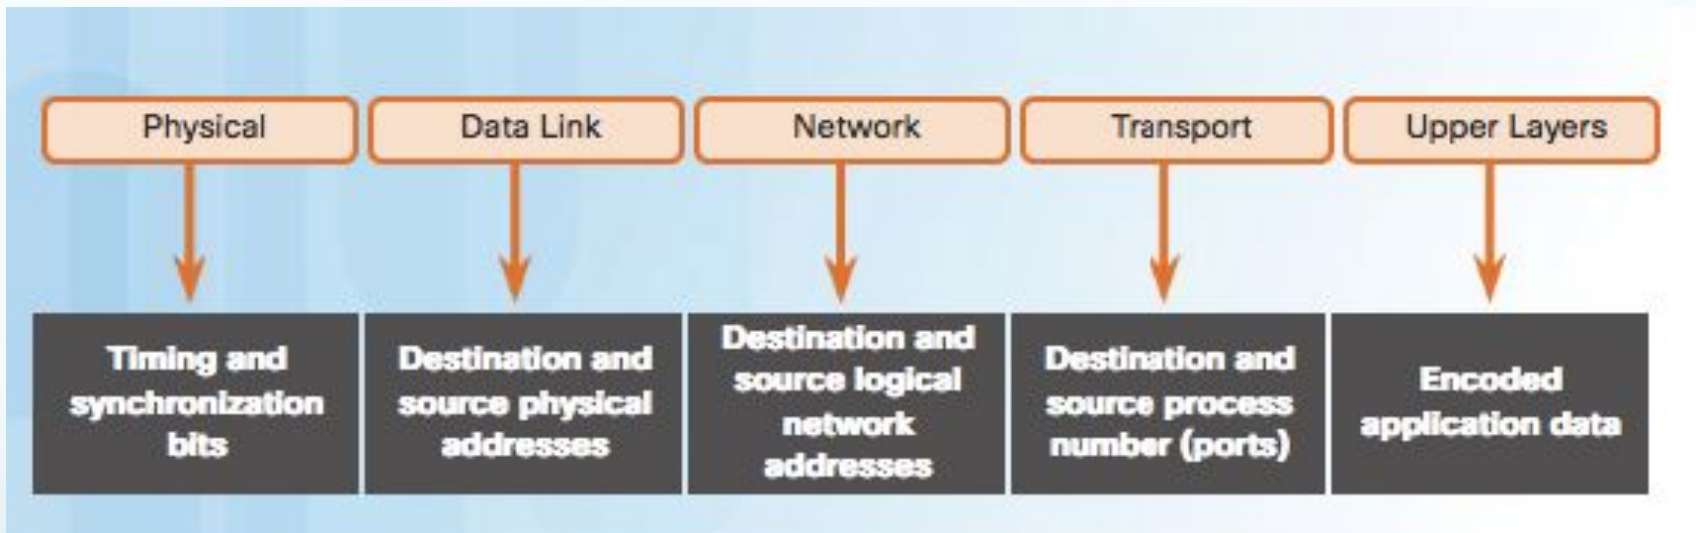 Physical
Data Link
Network
Transport
Upper Layers
Timing and
synchronization
bits
Destination and
source physical
addresses
Destination and
source logical
network
addresses
Destination and
source process
number (ports)
Encoded
application data